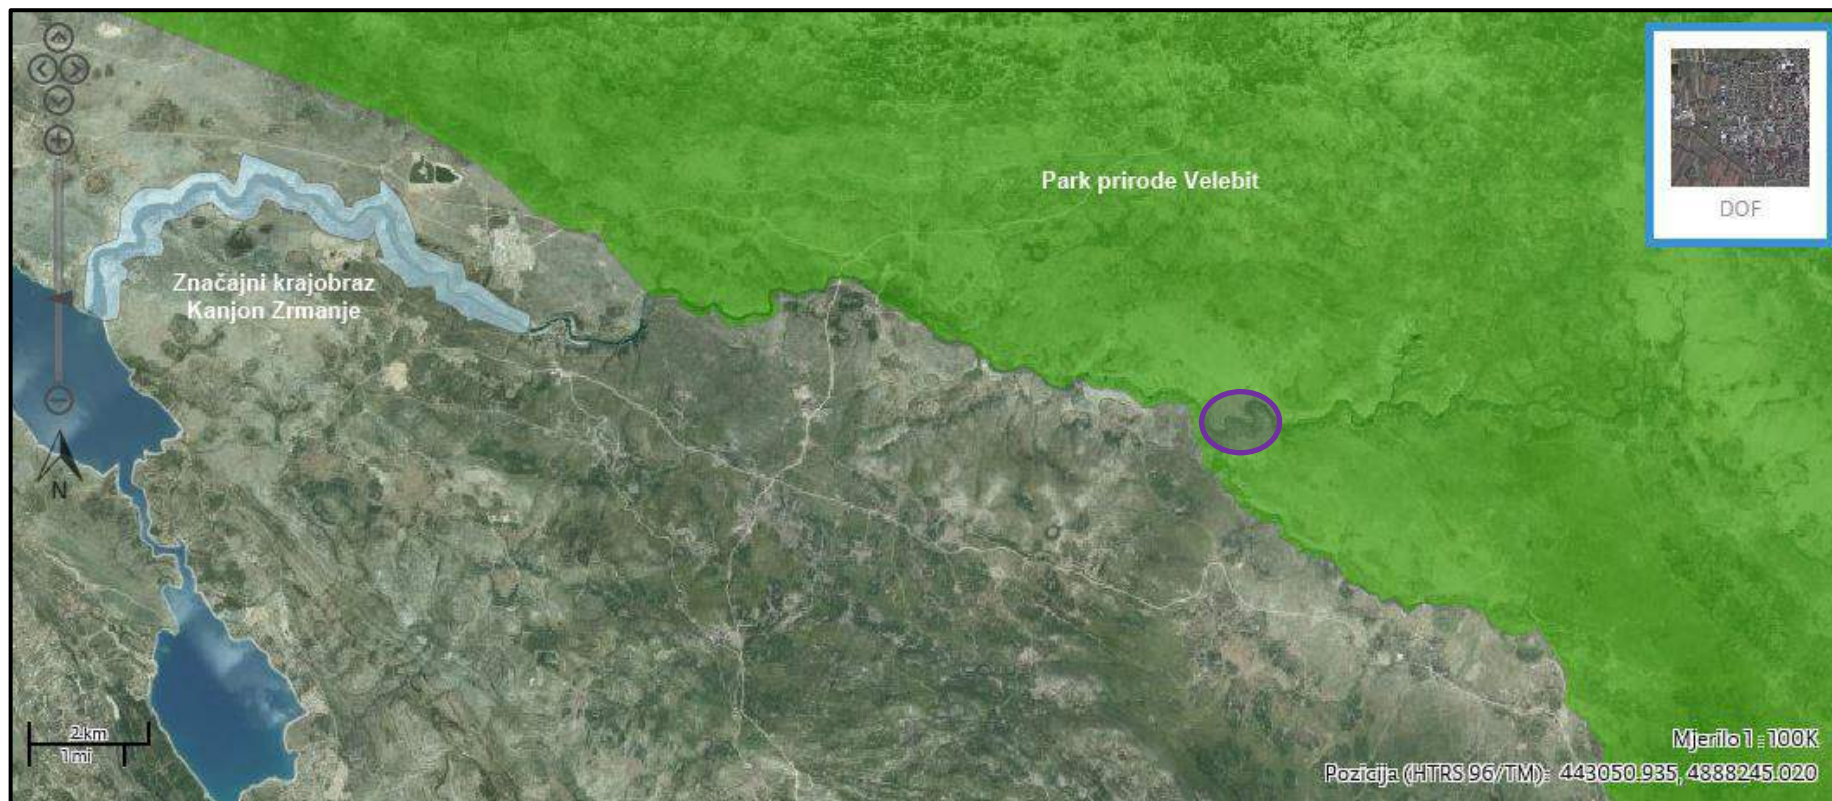 Park prirode Velebit
DOF
Značajni krajobraz
Kanjon Zrmanje
N
2 km
1 mi
Mjerilo 1 : 100K
Pozicija (HTRS 96/TM): 443050.935, 4888245.020